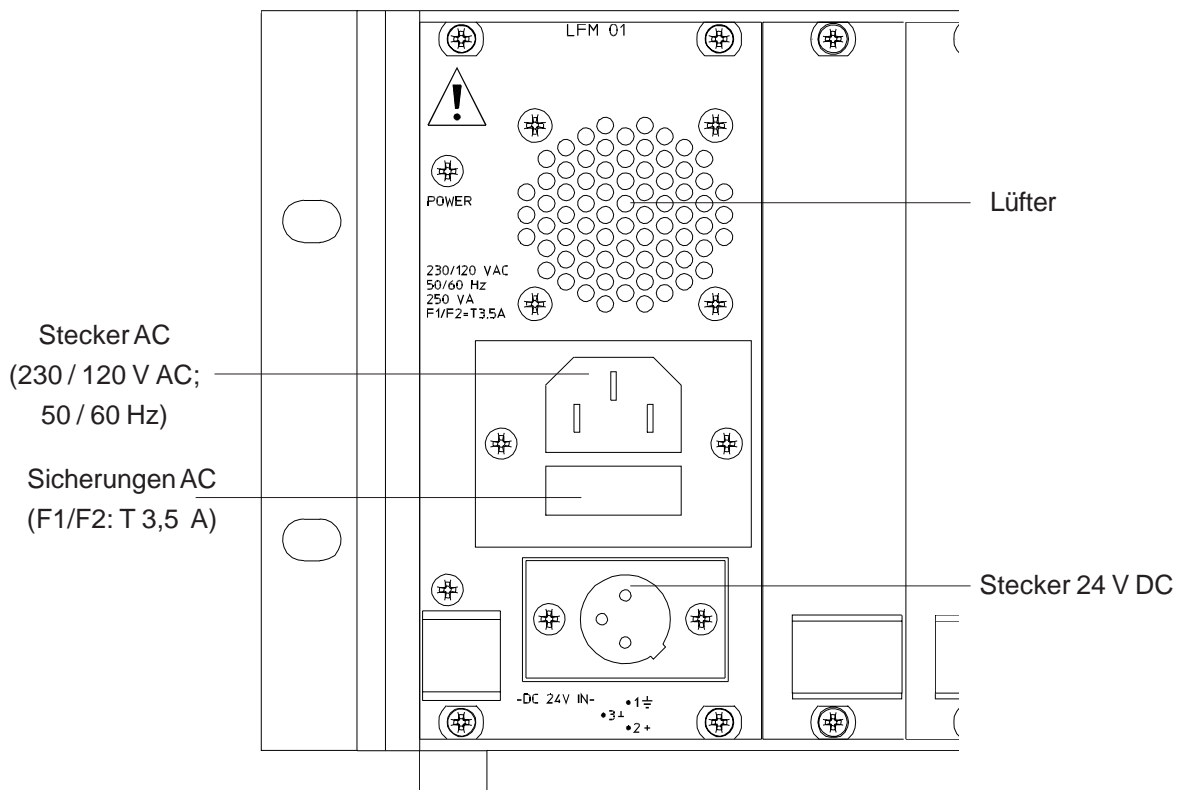 LFM 01
POWER
Lüfter
230/120 VAC
50/60 Hz
250 VA
F1/F2=T3.5A
Stecker AC
(230 / 120 V AC;
50 / 60 Hz)
Sicherungen AC
(F1/F2: T 3,5 A)
Stecker 24 V DC
-DC 24V IN-
•1⏚
•3⊥
•2+